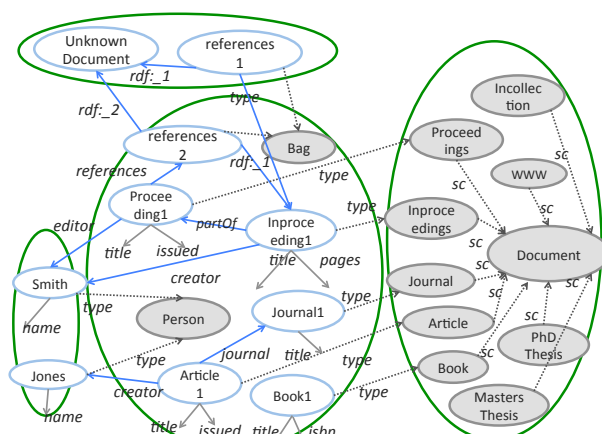 Unknown
Document
references
1
rdf:_1
type
rdf:_2
references
2
Bag
rdf:_1
Incollec
tion
Proceed
ings
sc
www
sc
references
Procee
ding1
type
editor
partOf
Inproce
eding1
type
Inproce
edings
sc
sc
title
issued
Document
creator
title
pages
sc
Smith
type
Journal
sc
sc
name
Person
Journal1
type
Article
sc
PhD
Thesis
type
journal
title
type
sc
Book
Jones
creator
Article
1
Book1
type
Masters
Thesis
name
title
issued
title
isbn